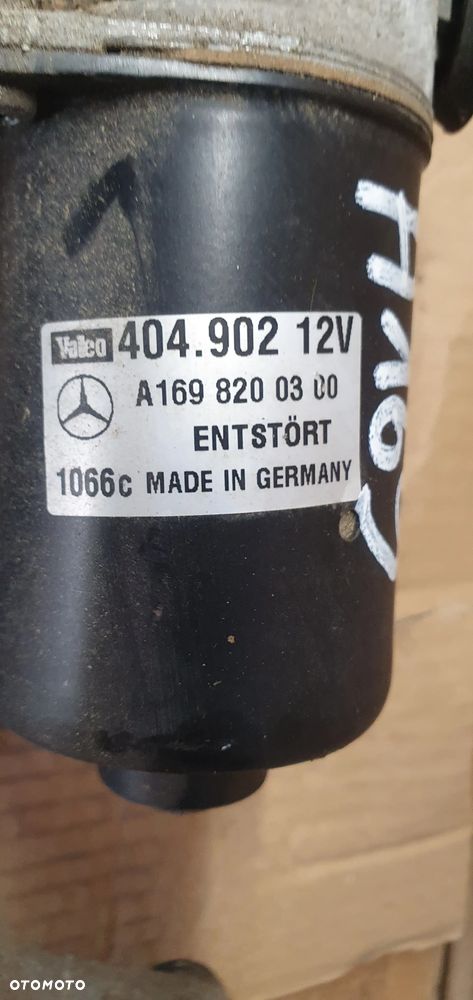 Valeo 404.902 12V
A169 820 03 00
ENTSTÖRT
1066c MADE IN GERMANY
OTOMOTO